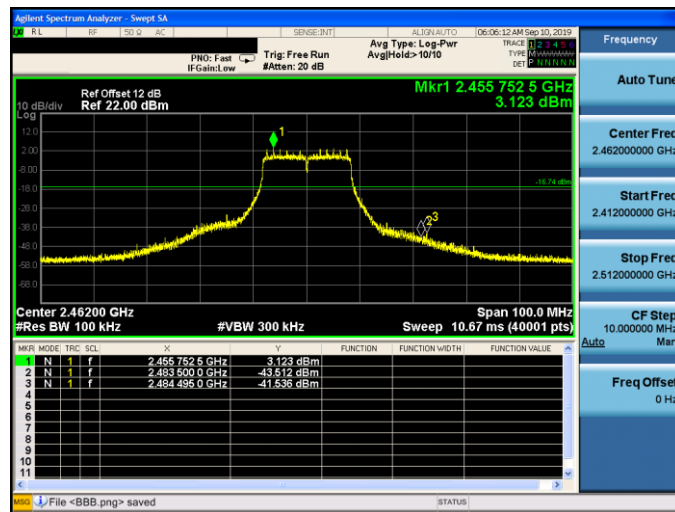 Agilent Spectrum Analyzer - Swept SA
RL RF 50 Ω AC SENSE:INT ALIGN AUTO 06:06:12 AM Sep 10, 2019
PNO: Fast Trig: Free Run Avg Type: Log-Pwr TRACE 1 2 3 4 5 6
IFGain:Low #Atten: 20 dB Avg|Hold:>10/10 TYPE M
DET P N N N N N
Ref Offset 12 dB Mkr1 2.455 752 5 GHz
10 dB/div Ref 22.00 dBm 3.123 dBm
Log
12.0
2.00
-8.00
-18.0
-28.0
-38.0
-48.0
-58.0
-68.0
1
-16.74 dBm
2 3
Center 2.46200 GHz Span 100.0 MHz
#Res BW 100 kHz #VBW 300 kHz Sweep 10.67 ms (40001 pts)
MKR MODE TRC SCL X Y FUNCTION FUNCTION WIDTH FUNCTION VALUE
1 N 1 f 2.455 752 5 GHz 3.123 dBm
2 N 1 f 2.483 500 0 GHz -43.512 dBm
3 N 1 f 2.484 495 0 GHz -41.536 dBm
4
5
6
7
8
9
10
11
MSG File <BBB.png> saved STATUS
Frequency
Auto Tune
Center Freq
2.462000000 GHz
Start Freq
2.412000000 GHz
Stop Freq
2.512000000 GHz
CF Step
10.000000 MHz
Auto Man
Freq Offset
0 Hz